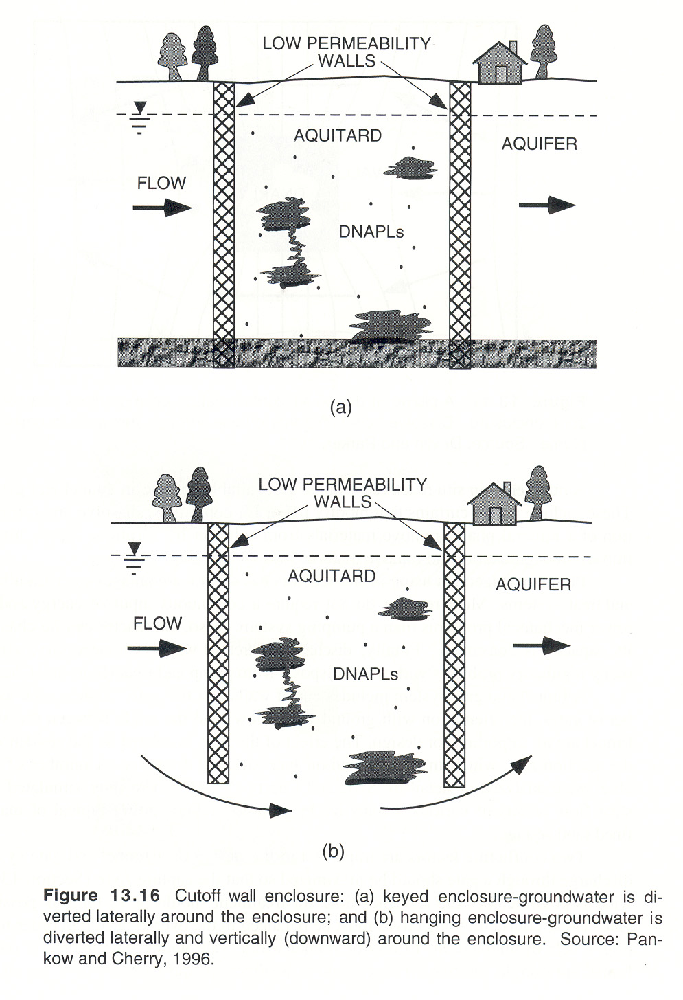 LOW PERMEABILITY
WALLS
AQUITARD
AQUIFER
FLOW
DNAPLs
(a)
LOW PERMEABILITY
WALLS
AQUITARD
AQUIFER
FLOW
DNAPLs
(b)
Figure 13.16 Cutoff wall enclosure: (a) keyed enclosure-groundwater is di-
verted laterally around the enclosure; and (b) hanging enclosure-groundwater is
diverted laterally and vertically (downward) around the enclosure. Source: Pan-
kow and Cherry, 1996.